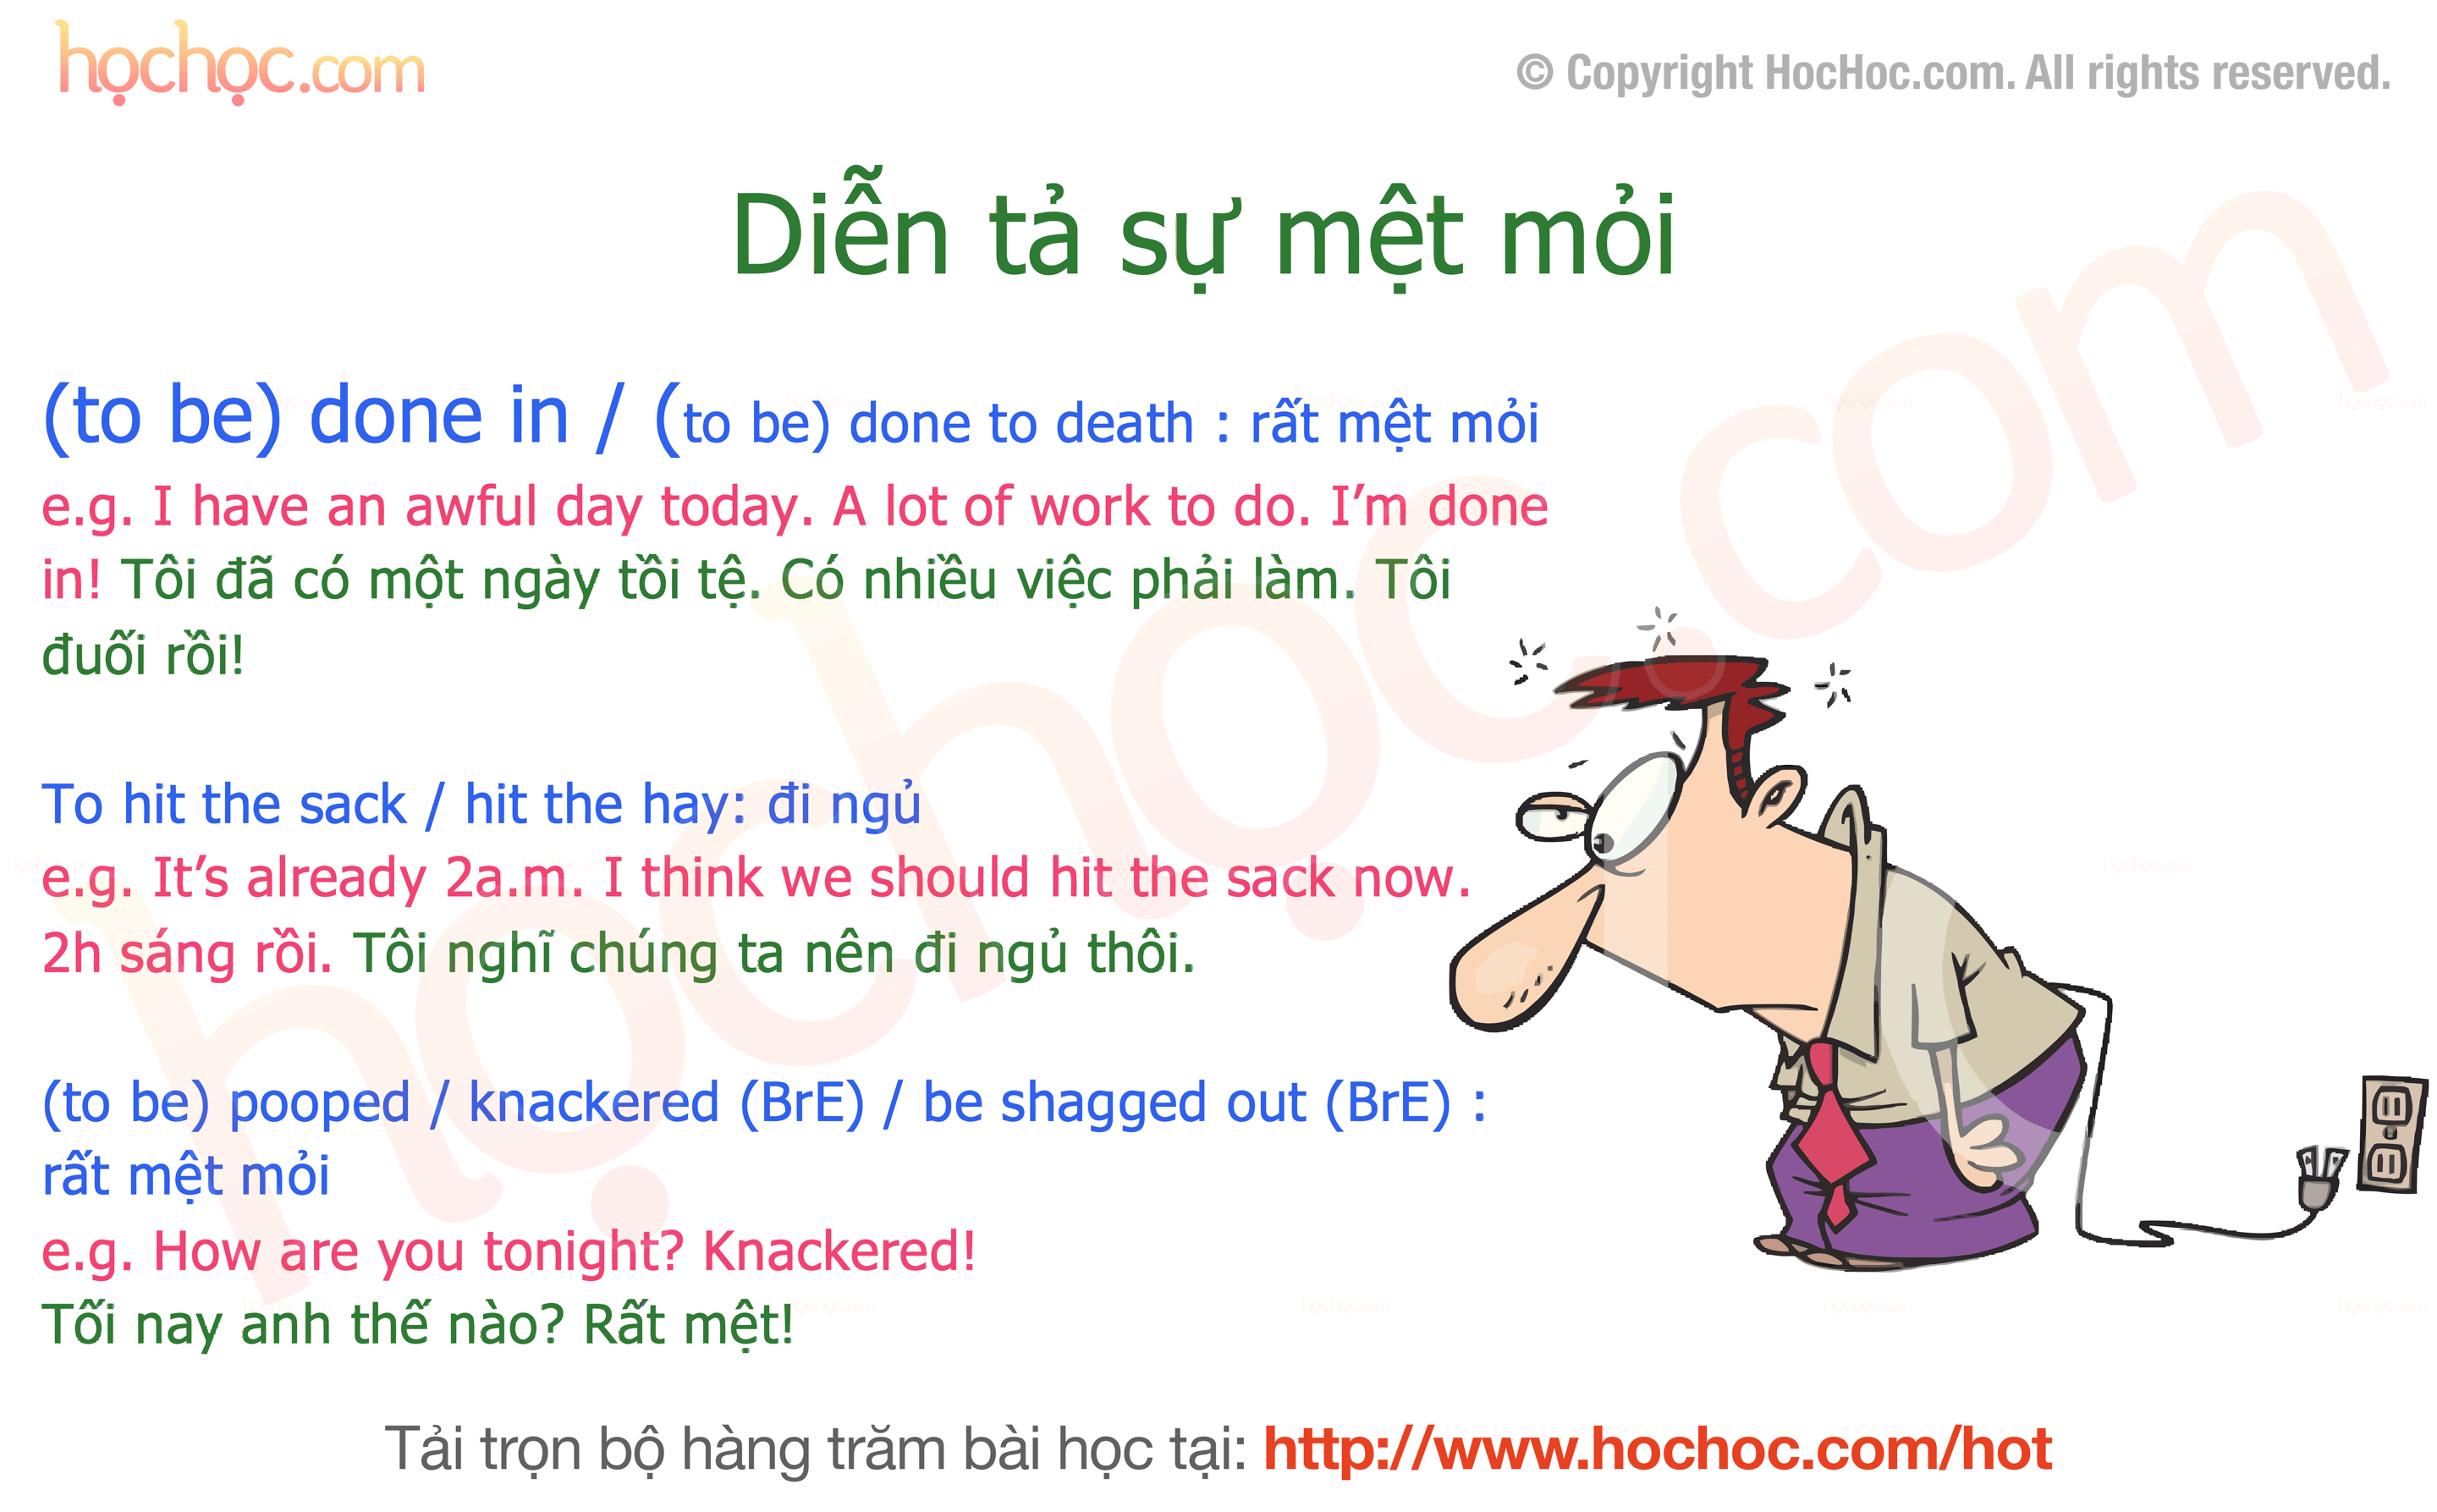 họchọc.com
© Copyright HocHoc.com. All rights reserved.
Diễn tả sự mệt mỏi
(to be) done in / (to be) done to death : rất mệt mỏi
e.g. I have an awful day today. A lot of work to do. I’m done
in! Tôi đã có một ngày tồi tệ. Có nhiều việc phải làm. Tôi
đuối rồi!
To hit the sack / hit the hay: đi ngủ
e.g. It’s already 2a.m. I think we should hit the sack now.
2h sáng rồi. Tôi nghĩ chúng ta nên đi ngủ thôi.
(to be) pooped / knackered (BrE) / be shagged out (BrE) :
rất mệt mỏi
e.g. How are you tonight? Knackered!
Tối nay anh thế nào? Rất mệt!
Tải trọn bộ hàng trăm bài học tại: http://www.hochoc.com/hot
họchọc.com